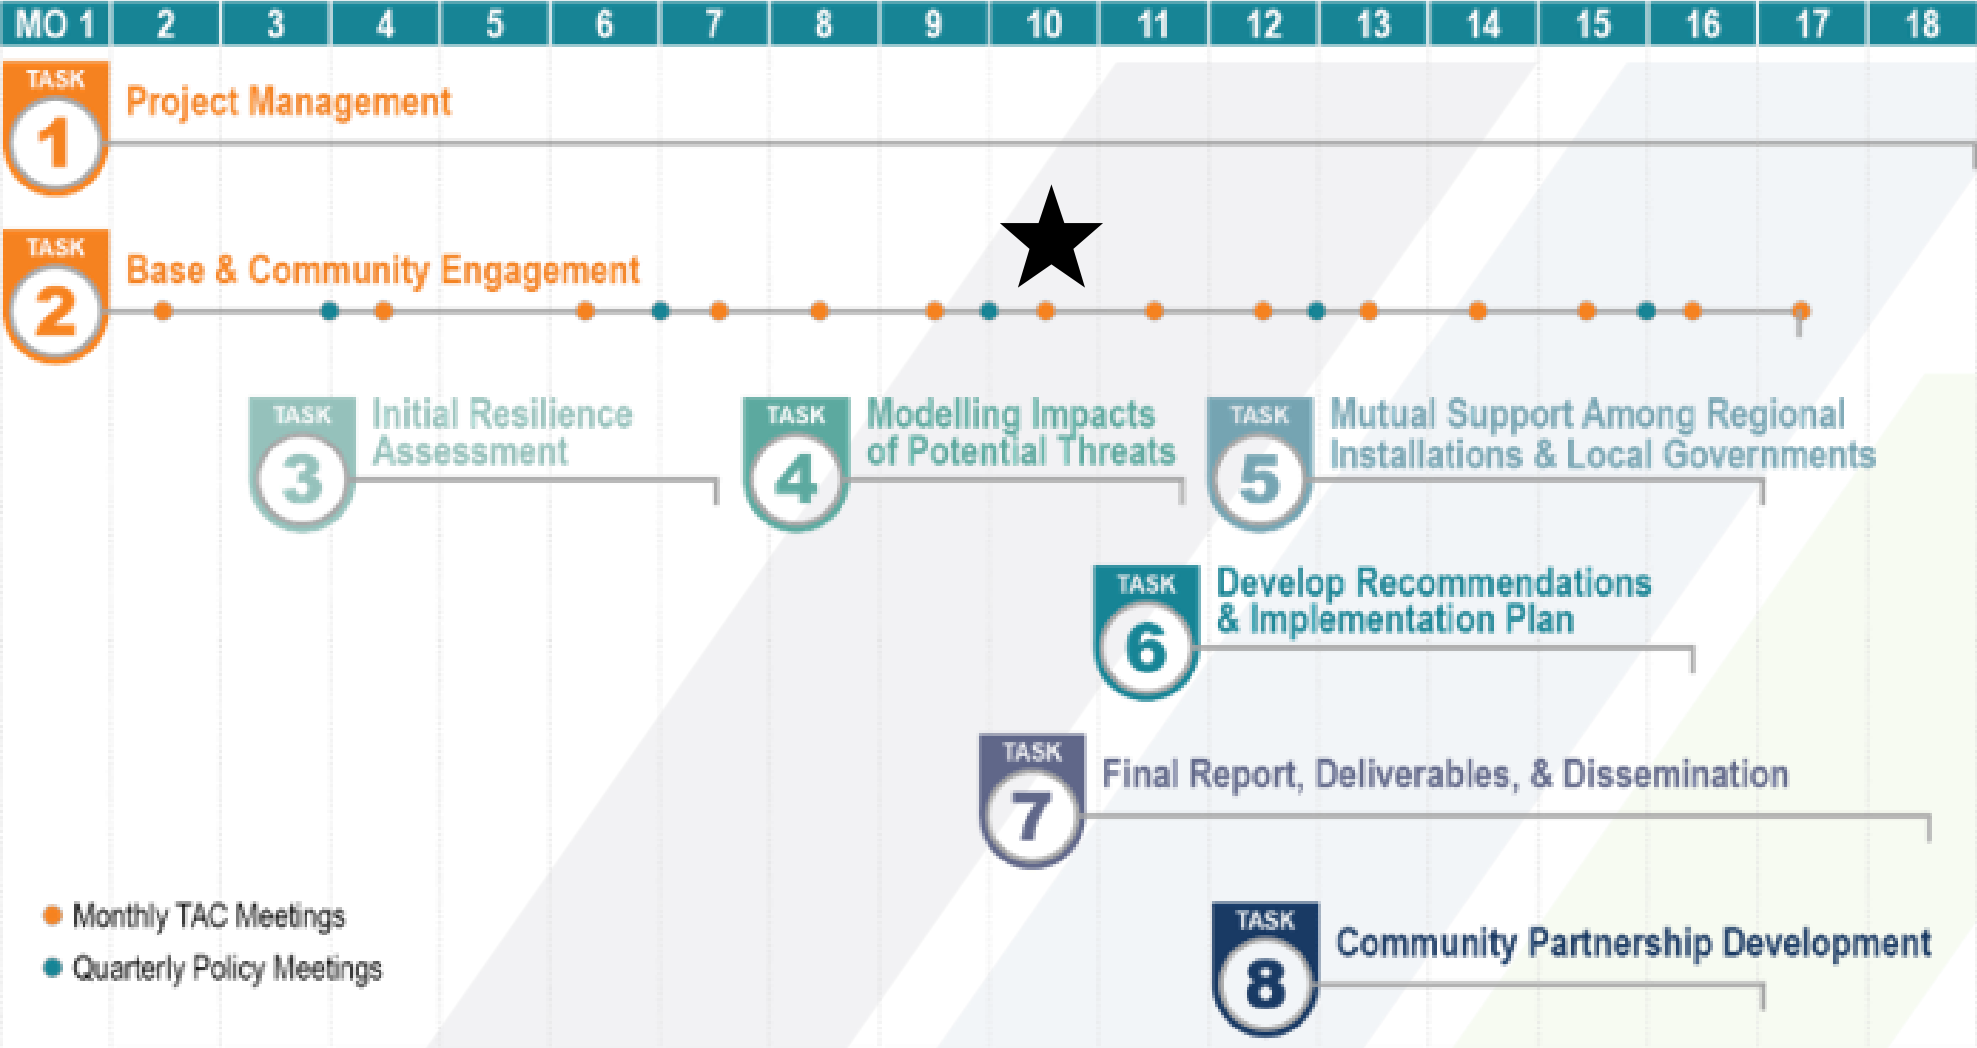 MO 1 2 3 4 5 6 7 8 9 10 11 12 13 14 15 16 17 18
TASK
1
Project Management
TASK
2
Base & Community Engagement
TASK
3
Initial Resilience
Assessment
TASK
4
Modelling Impacts
of Potential Threats
TASK
5
Mutual Support Among Regional
Installations & Local Governments
TASK
6
Develop Recommendations
& Implementation Plan
TASK
7
Final Report, Deliverables, & Dissemination
TASK
8
Community Partnership Development
Monthly TAC Meetings
Quarterly Policy Meetings